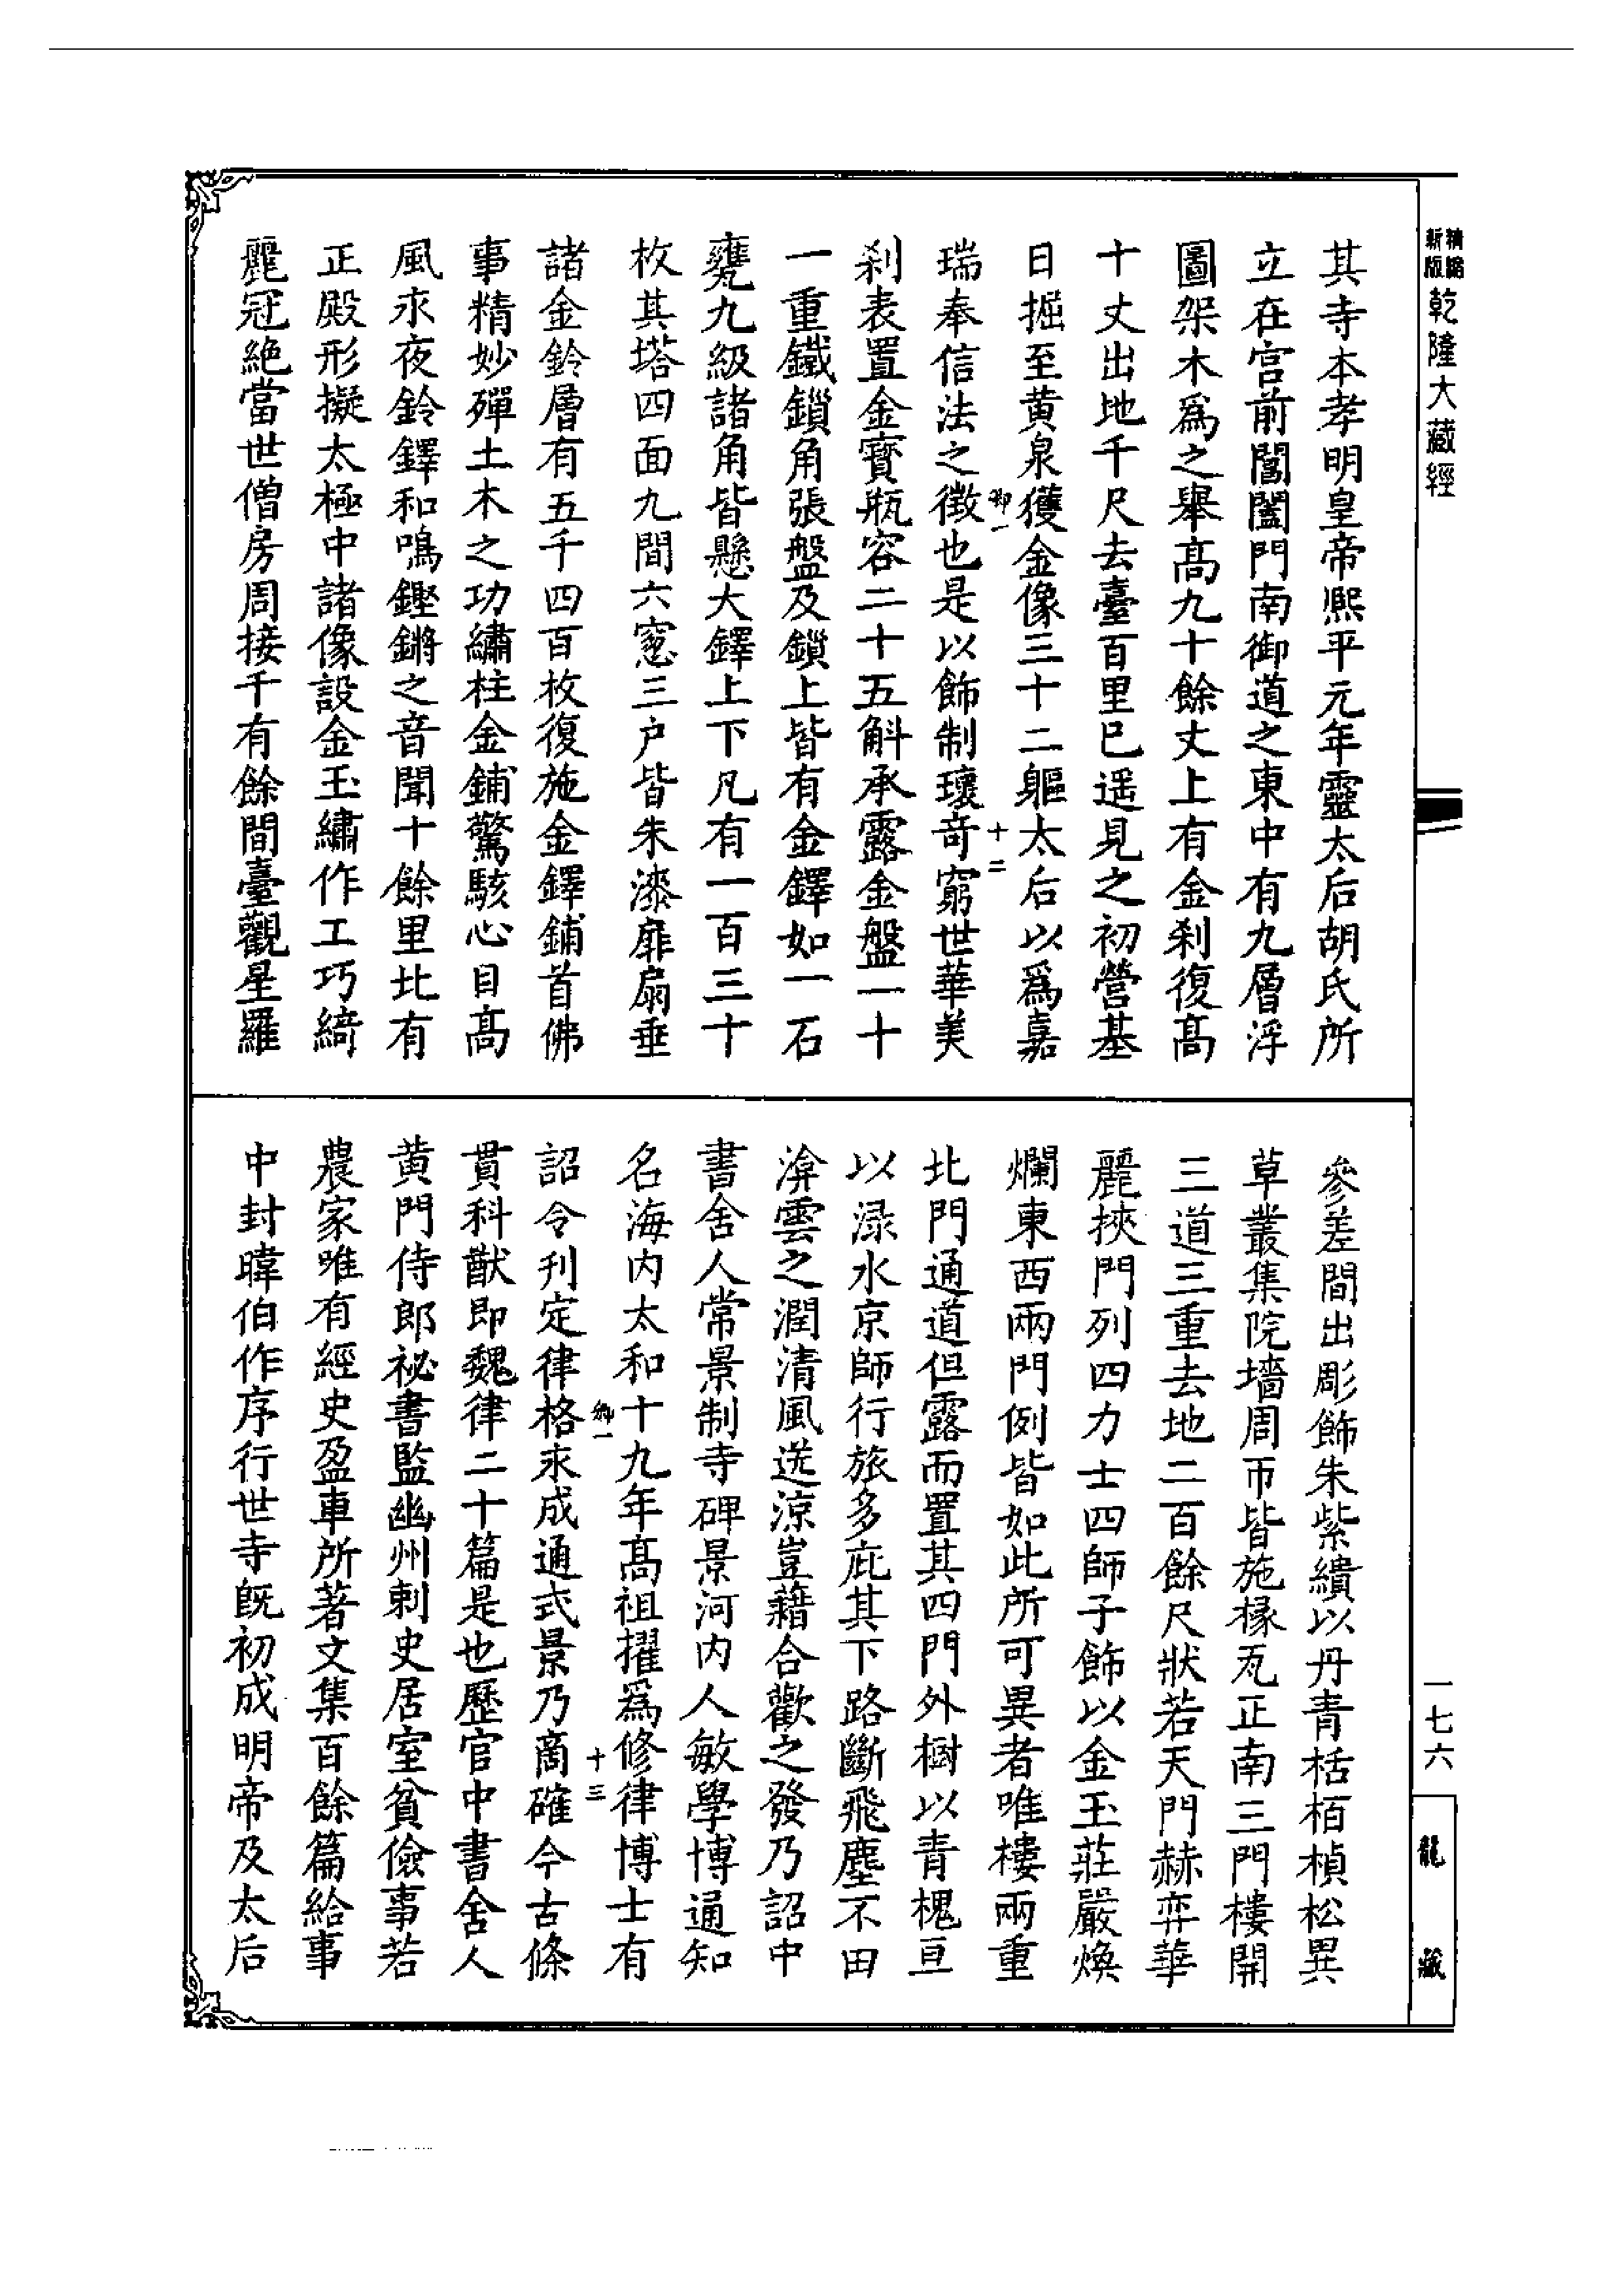 精縮
新版
乾隆大藏經
其寺本孝明皇帝熙平元年靈太后胡氏所
立在宫前閶闔門南御道之東中有九層浮
圖架木爲之舉髙九十餘丈上有金刹復髙
十丈出地千尺去臺百里已遥見之初營基
日掘至黄泉獲金像三十二軀太后以爲嘉
卿一
十二
瑞奉信法之徴也是以飾制瓌竒窮世華美
刹表置金寳瓶容二十五斛承露金盤一十
一重鐵鎖角張盤及鎖上皆有金鐸如一石
甕九級諸角皆懸大鐸上下凡有一百三十
枚其塔四面九間六窻三户皆朱漆扉扇垂
諸金鈴層有五千四百枚復施金鐸鋪首佛
事精妙殫土木之功繡柱金鋪驚駭心目髙
風永夜鈴鐸和鳴鏗鏘之音聞十餘里北有
正殿形擬太極中諸像設金玉繡作工巧綺
麗冠絶當世僧房周接千有餘間臺觀星羅
參差間出彫飾朱紫繢以丹青栝栢楨松異
草叢集院墻周帀皆施椽瓦正南三門樓開
三道三重去地二百餘尺狀若天門赫弈華
麗挾門列四力士四師子飾以金玉莊嚴煥
爛東西兩門例皆如此所可異者唯樓兩重
北門通道但露而置其四門外樹以青槐亘
以渌水京師行旅多庇其下路斷飛塵不由
渰雲之潤清風送涼豈藉合歡之發乃詔中
書舍人常景制寺碑景河内人敏學博通知
名海内太和十九年髙祖擢爲修律博士有
卿一
十三
詔令刋定律格永成通式景乃商確今古條
貫科猷即魏律二十篇是也歷官中書舍人
黄門侍郎祕書監幽州刺史居室貧儉事若
農家唯有經史盈車所著文集百餘篇給事
中封暐伯作序行世寺旣初成明帝及太后
一七六
龍藏